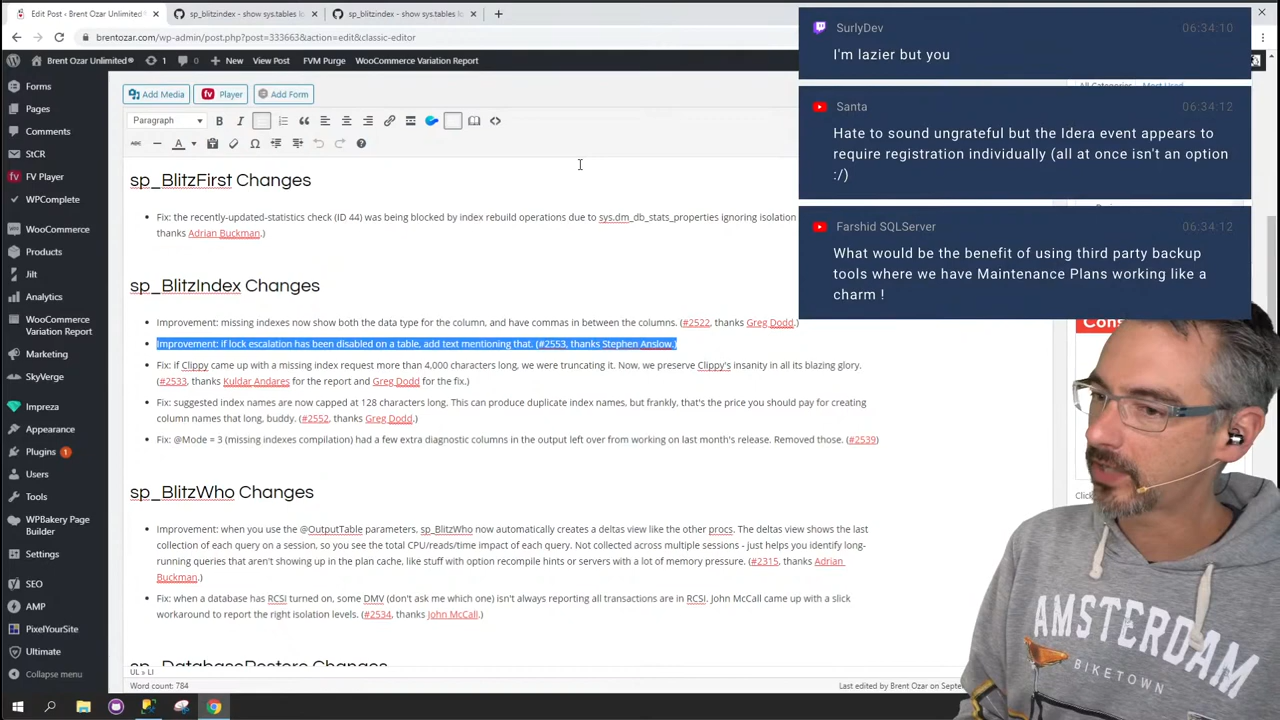 Edit Post ‹ Brent Ozar Unlimited
sp_blitzindex - show sys.tables lo
sp_blitzindex - show sys.tables lo
brentozar.com/wp-admin/post.php?post=333663&action=edit&classic-editor
Brent Ozar Unlimited®
1
0
New
View Post
FVM Purge
WooCommerce Variation Report
Forms
Pages
Comments
StCR
FV Player
WPComplete
WooCommerce
Products
Jilt
Analytics
WooCommerce Variation Report
Marketing
SkyVerge
Impreza
Appearance
Plugins 1
Users
Tools
WPBakery Page Builder
Settings
SEO
AMP
PixelYourSite
Ultimate
Collapse menu
Add Media
Player
Add Form
Paragraph
sp_BlitzFirst Changes
Fix: the recently-updated-statistics check (ID 44) was being blocked by index rebuild operations due to sys.dm_db_stats_properties ignoring isolation
thanks Adrian Buckman.)
sp_BlitzIndex Changes
Improvement: missing indexes now show both the data type for the column, and have commas in between the columns. (#2522, thanks Greg Dodd.)
Improvement: if lock escalation has been disabled on a table, add text mentioning that. (#2553, thanks Stephen Anslow.)
Fix: if Clippy came up with a missing index request more than 4,000 characters long, we were truncating it. Now, we preserve Clippy's insanity in all its blazing glory.
(#2533, thanks Kuldar Andares for the report and Greg Dodd for the fix.)
Fix: suggested index names are now capped at 128 characters long. This can produce duplicate index names, but frankly, that's the price you should pay for creating
column names that long, buddy. (#2552, thanks Greg Dodd.)
Fix: @Mode = 3 (missing indexes compilation) had a few extra diagnostic columns in the output left over from working on last month's release. Removed those. (#2539)
sp_BlitzWho Changes
Improvement: when you use the @OutputTable parameters, sp_BlitzWho now automatically creates a deltas view like the other procs. The deltas view shows the last
collection of each query on a session, so you see the total CPU/reads/time impact of each query. Not collected across multiple sessions - just helps you identify long-
running queries that aren't showing up in the plan cache, like stuff with option recompile hints or servers with a lot of memory pressure. (#2315, thanks Adrian
Buckman.)
Fix: when a database has RCSI turned on, some DMV (don't ask me which one) isn't always reporting all transactions are in RCSI. John McCall came up with a slick
workaround to report the right isolation levels. (#2534, thanks John McCall.)
sp_DatabaseRestore Changes
UL » LI
Word count: 784
Last edited by Brent Ozar on Septem
SurlyDev
06:34:10
I'm lazier but you
Santa
06:34:12
Hate to sound ungrateful but the Idera event appears to
require registration individually (all at once isn't an option
:/)
Farshid SQLServer
06:34:12
What would be the benefit of using third party backup
tools where we have Maintenance Plans working like a
charm !
All Categories
Most Used
AMSTERDAM
BIKETOWN